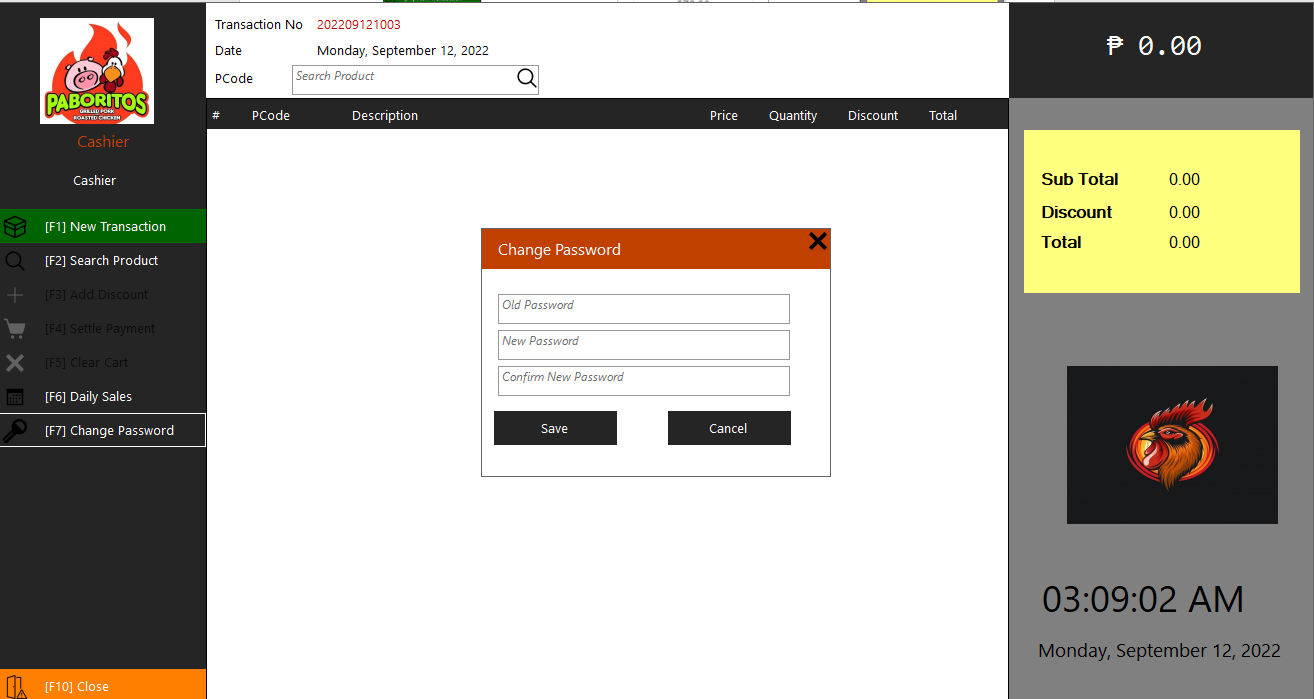 PABORITOS
GRILLED PORK
ROASTED CHICKEN
Cashier
Cashier
[F1] New Transaction
[F2] Search Product
[F3] Add Discount
[F4] Settle Payment
[F5] Clear Cart
[F6] Daily Sales
[F7] Change Password
[F10] Close
Transaction No 202209121003
Date Monday, September 12, 2022
PCode Search Product
# PCode Description Price Quantity Discount Total
Change Password
Old Password
New Password
Confirm New Password
Save Cancel
₱ 0.00
Sub Total 0.00
Discount 0.00
Total 0.00
03:09:02 AM
Monday, September 12, 2022